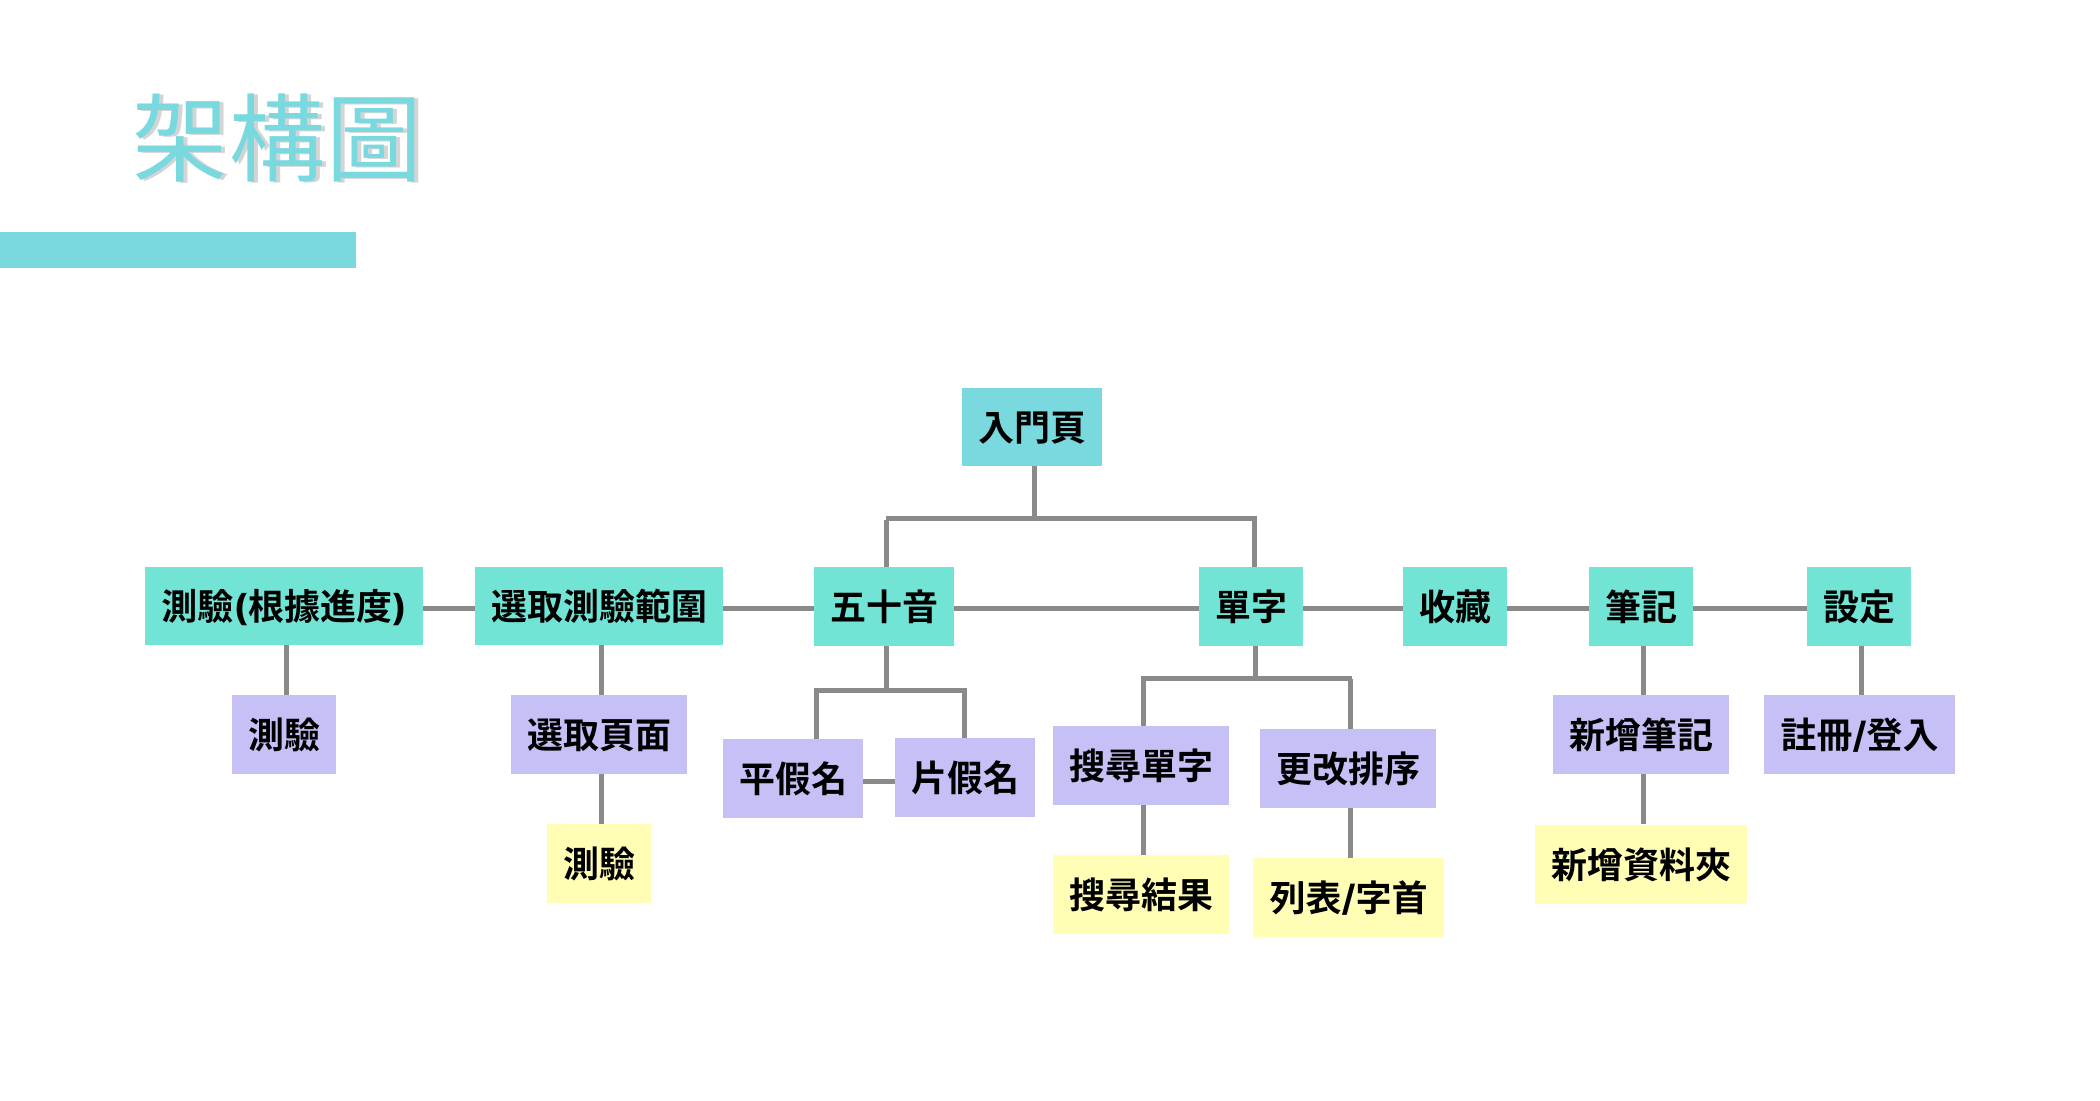 架構圖
入門頁
測驗(根據進度)
選取測驗範圍
五十音
單字
收藏
筆記
設定
測驗
選取頁面
平假名
片假名
搜尋單字
更改排序
新增筆記
註冊/登入
測驗
搜尋結果
列表/字首
新增資料夾